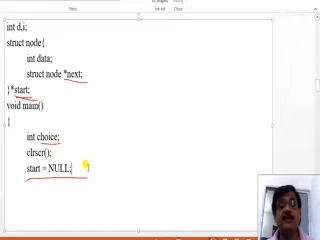 int d,i;
struct node{
int data;
struct node *next;
}*start;
void main()
{
int choice;
clrscr();
start = NULL;